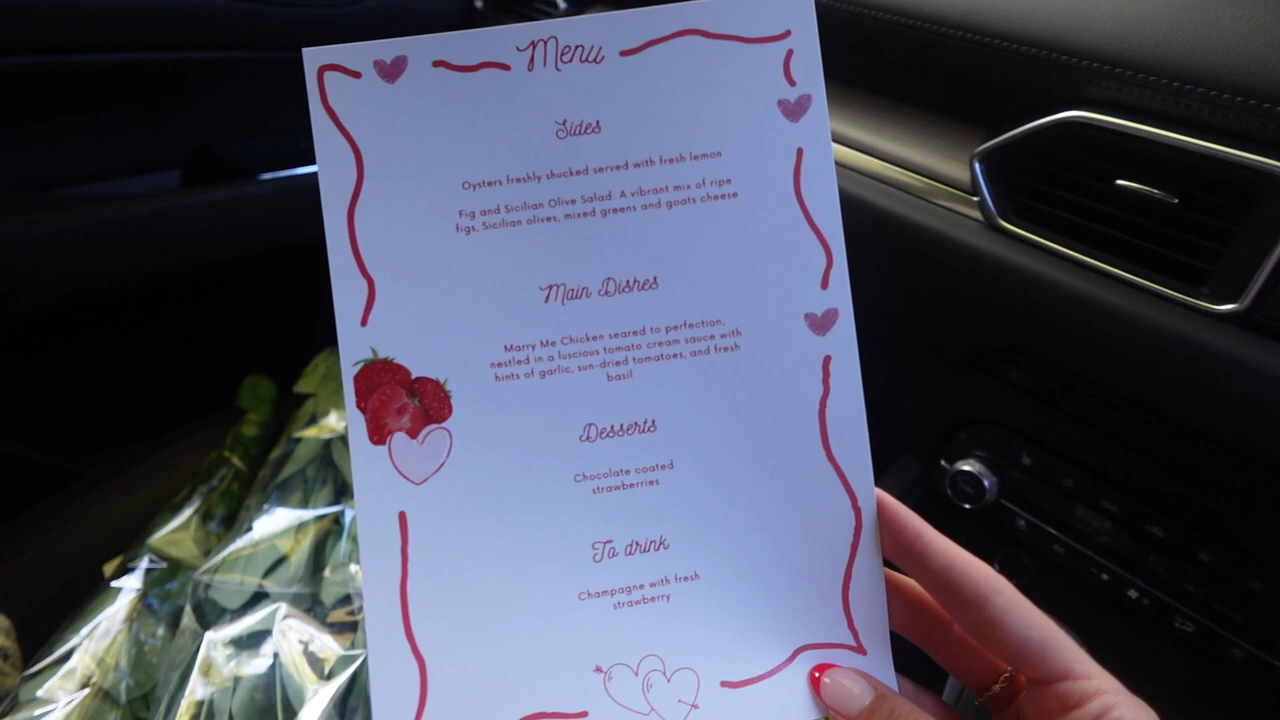 Menu
Sides
Oysters freshly shucked served with fresh lemon
Fig and Sicilian Olive Salad. A vibrant mix of ripe
figs, Sicilian olives, mixed greens and goats cheese
Main Dishes
Marry Me Chicken seared to perfection,
nestled in a luscious tomato cream sauce with
hints of garlic, sun-dried tomatoes, and fresh
basil
Desserts
Chocolate coated
strawberries
To drink
Champagne with fresh
strawberry